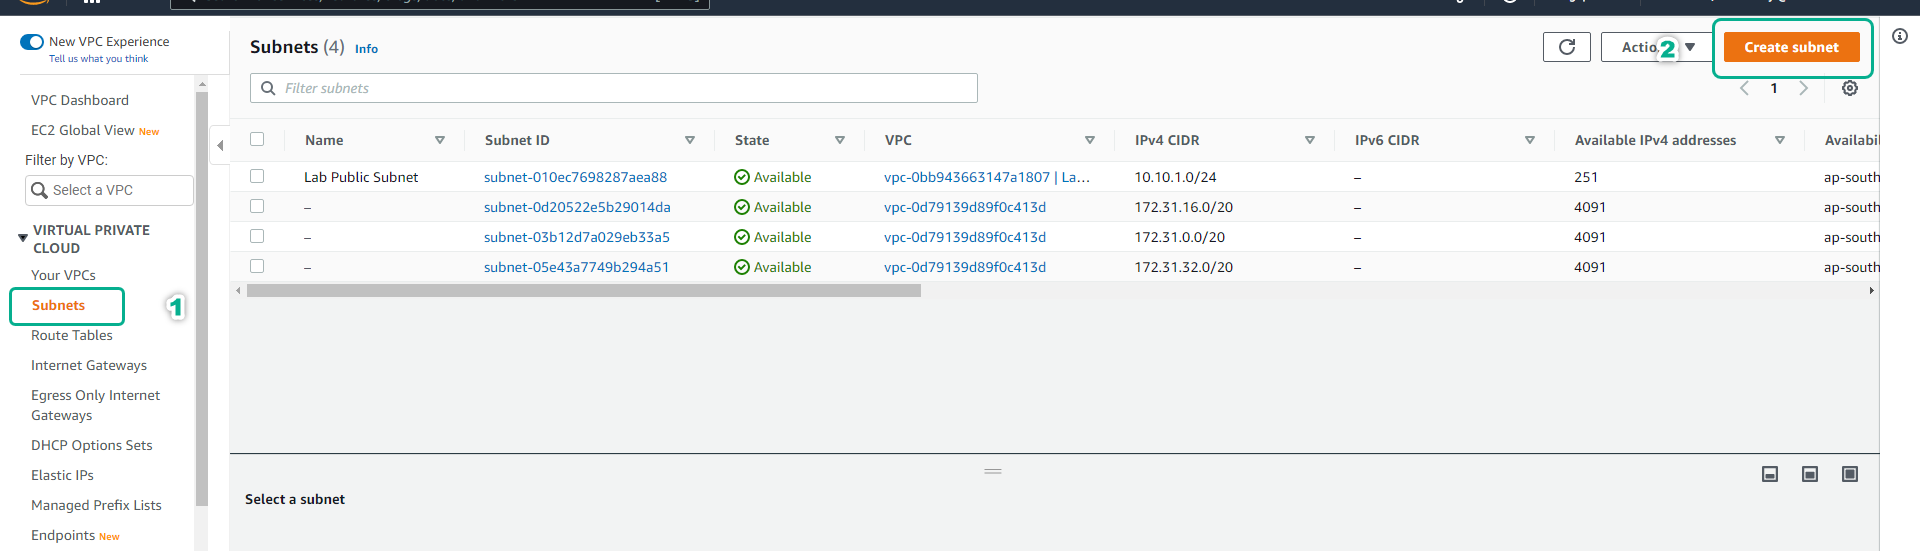 New VPC Experience
Tell us what you think
VPC Dashboard
EC2 Global View New
Filter by VPC:
Select a VPC
VIRTUAL PRIVATE
CLOUD
Your VPCs
Subnets
1
Route Tables
Internet Gateways
Egress Only Internet
Gateways
DHCP Options Sets
Elastic IPs
Managed Prefix Lists
Endpoints New
Subnets (4) Info
2
Create subnet
Filter subnets
1
Name Subnet ID State VPC IPv4 CIDR IPv6 CIDR Available IPv4 addresses Availabil
Lab Public Subnet subnet-010ec7698287aea88 Available vpc-0bb943663147a1807 | La... 10.10.1.0/24 – 251 ap-south
– subnet-0d20522e5b29014da Available vpc-0d79139d89f0c413d 172.31.16.0/20 – 4091 ap-south
– subnet-03b12d7a029eb33a5 Available vpc-0d79139d89f0c413d 172.31.0.0/20 – 4091 ap-south
– subnet-05e43a7749b294a51 Available vpc-0d79139d89f0c413d 172.31.32.0/20 – 4091 ap-south
Select a subnet